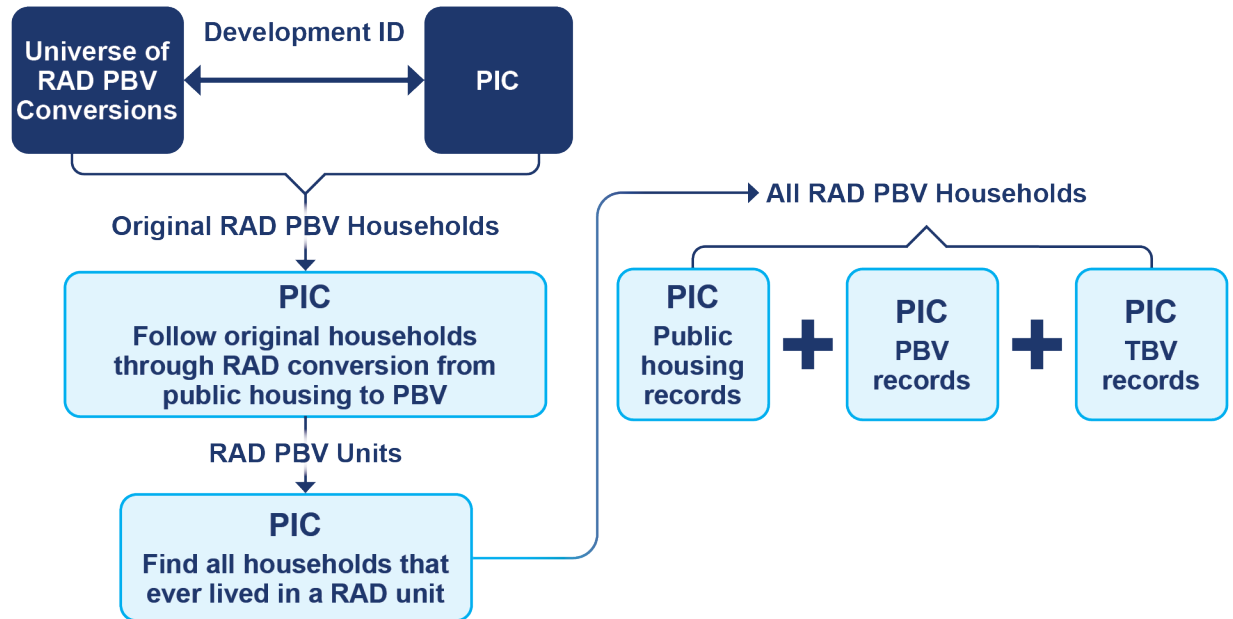 Universe of
RAD PBV
Conversions
Development ID
PIC
Original RAD PBV Households
PIC
Follow original households
through RAD conversion from
public housing to PBV
RAD PBV Units
PIC
Find all households that
ever lived in a RAD unit
All RAD PBV Households
PIC
Public
housing
records
+
PIC
PBV
records
+
PIC
TBV
records